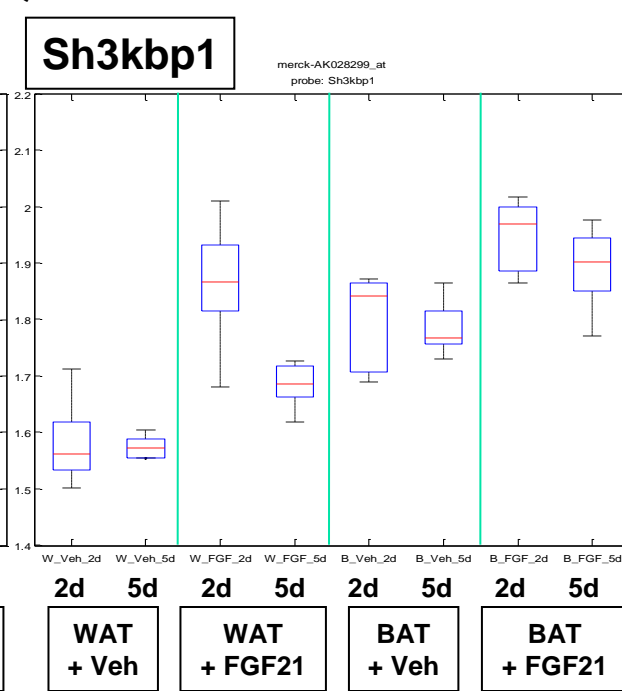 Sh3kbp1
merck-AK028299_at
probe: Sh3kbp1
2.2
2.1
2
1.9
1.8
1.7
1.6
1.5
1.4
W_Veh_2d W_Veh_5d W_FGF_2d W_FGF_5d B_Veh_2d B_Veh_5d B_FGF_2d B_FGF_5d
2d 5d 2d 5d 2d 5d 2d 5d
WAT
+ Veh
WAT
+ FGF21
BAT
+ Veh
BAT
+ FGF21